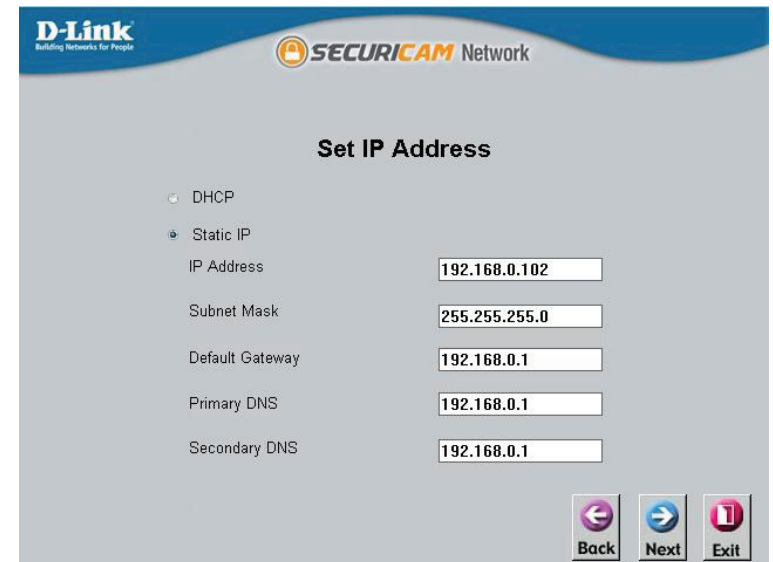 D-Link
Building Networks for People
SECURICAM Network
Set IP Address
DHCP
Static IP
IP Address 192.168.0.102
Subnet Mask 255.255.255.0
Default Gateway 192.168.0.1
Primary DNS 192.168.0.1
Secondary DNS 192.168.0.1
Back Next Exit